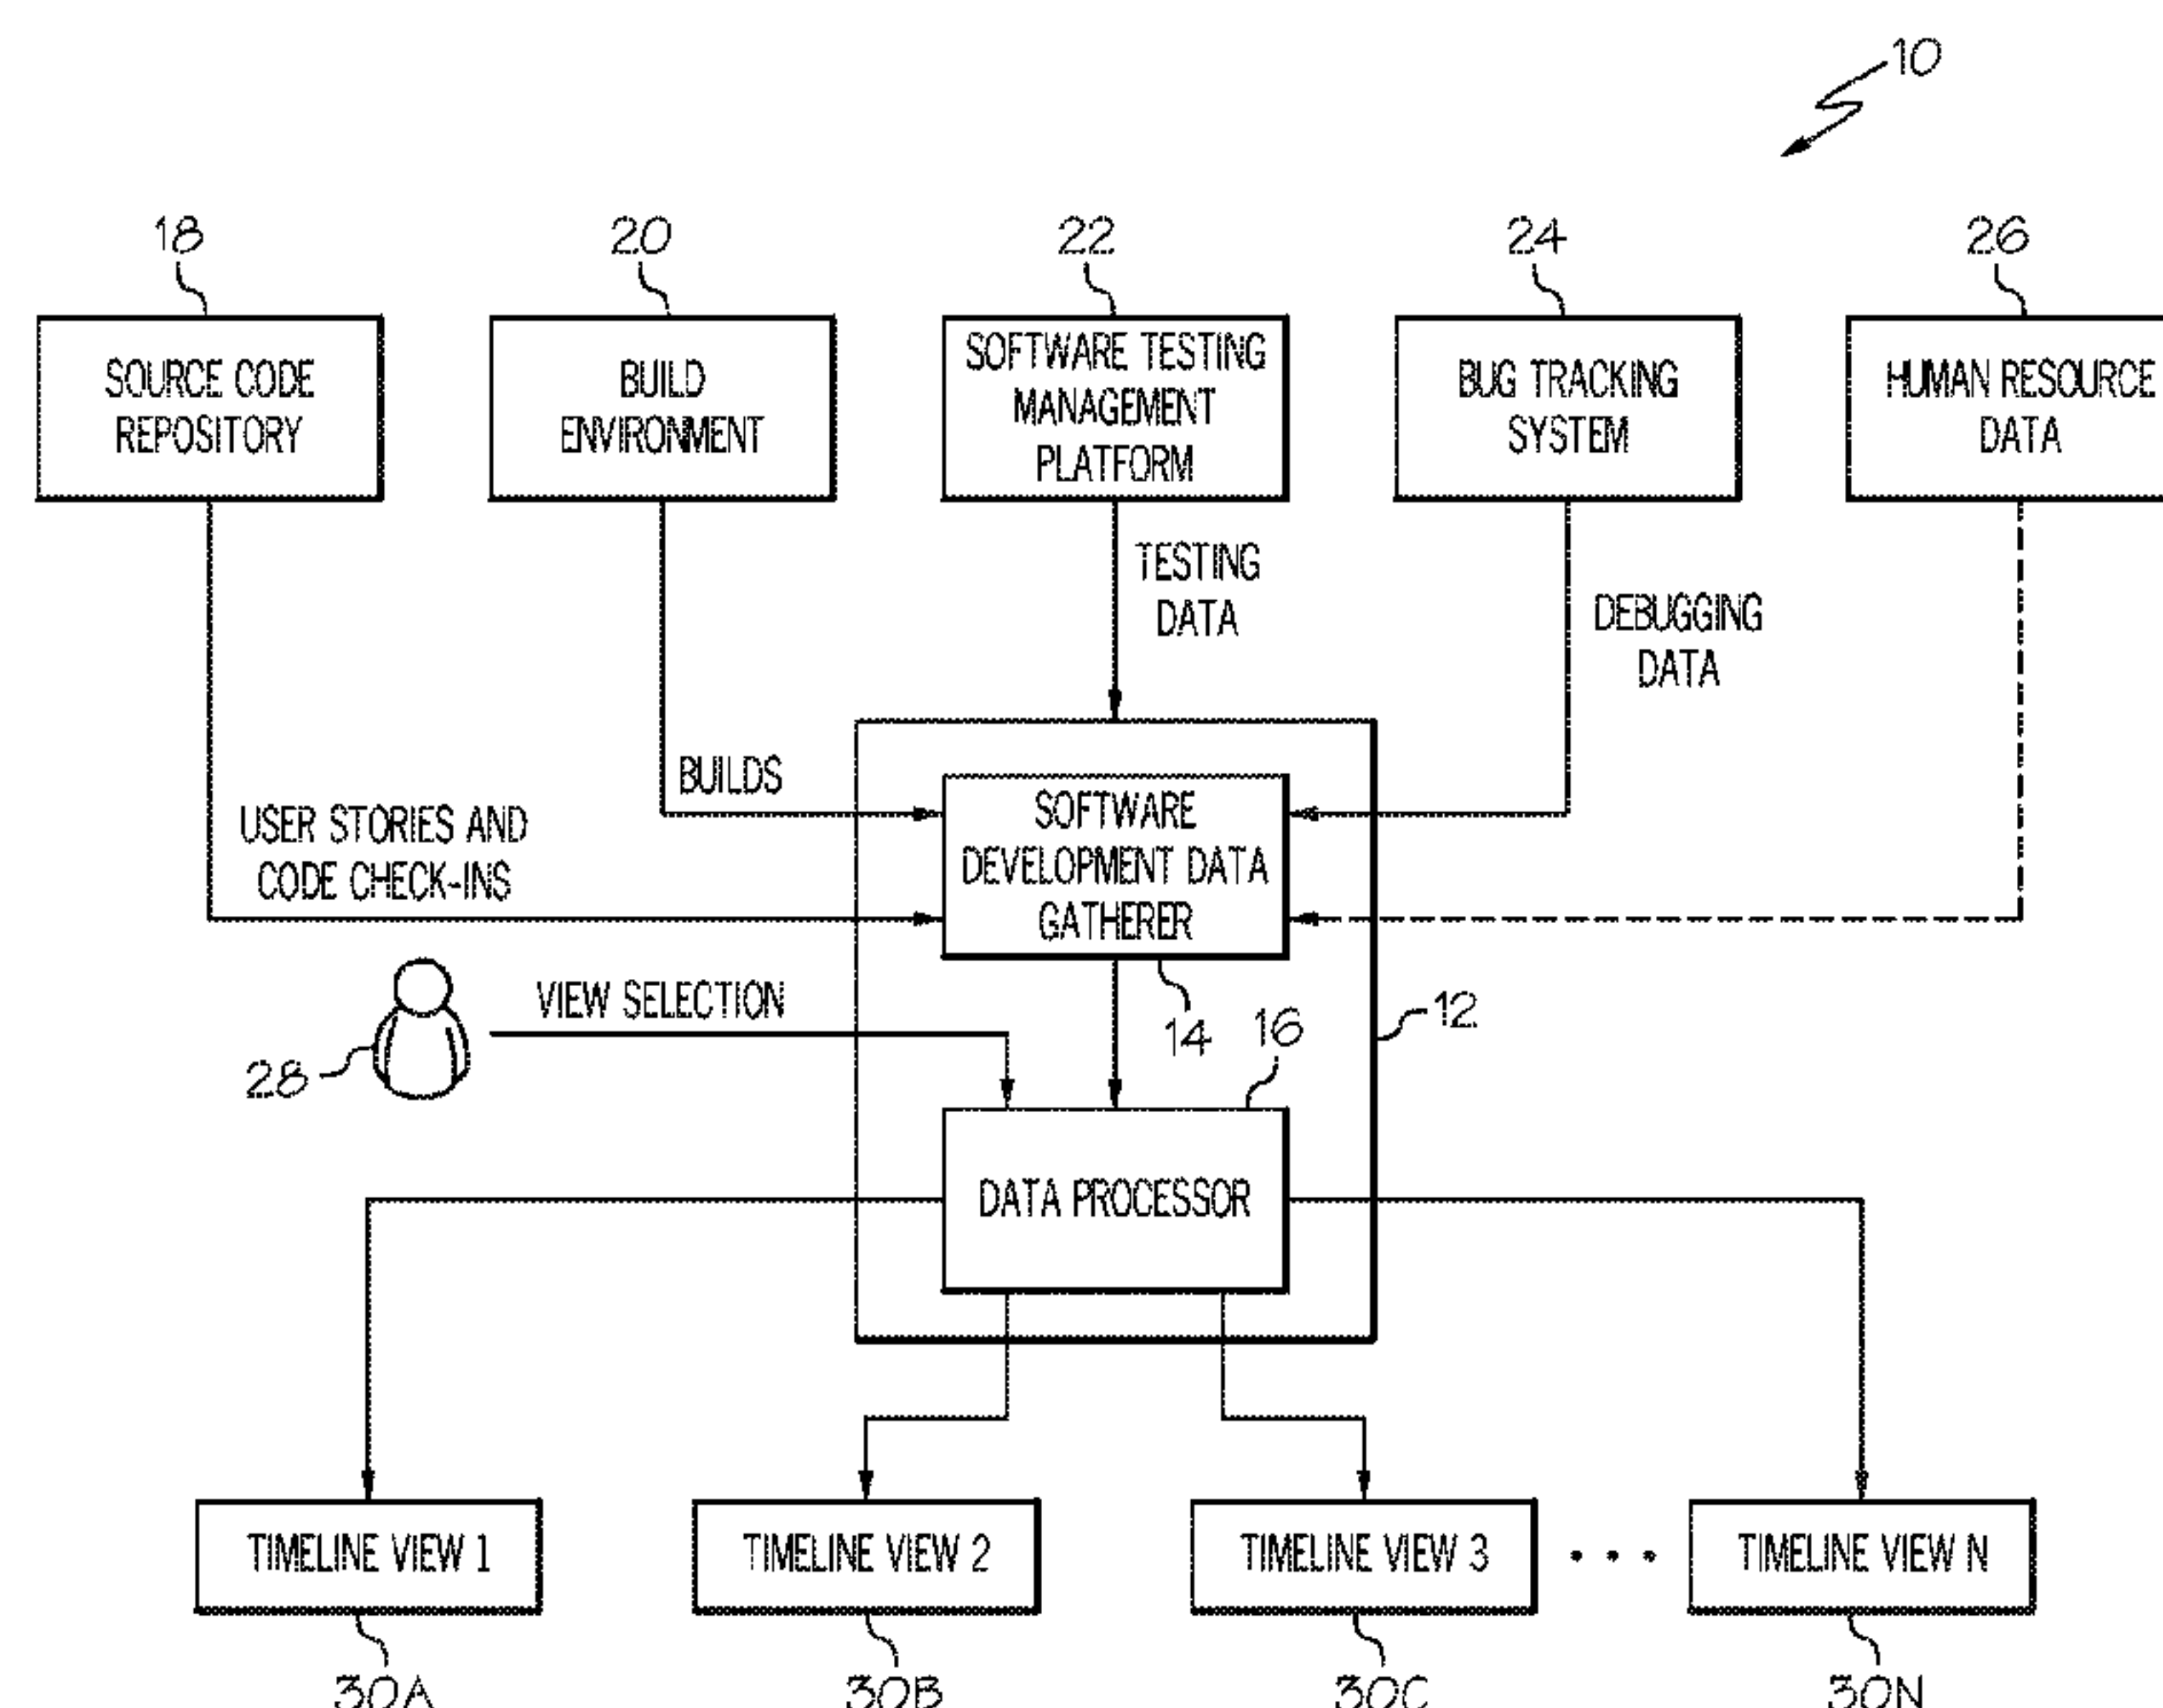 10
18
20
22
24
26
SOURCE CODE
REPOSITORY
BUILD
ENVIRONMENT
SOFTWARE TESTING
MANAGEMENT
PLATFORM
BUG TRACKING
SYSTEM
HUMAN RESOURCE
DATA
TESTING
DATA
DEBUGGING
DATA
BUILDS
USER STORIES AND
CODE CHECK-INS
SOFTWARE
DEVELOPMENT DATA
GATHERER
VIEW SELECTION
28
14
16
12
DATA PROCESSOR
TIMELINE VIEW 1
TIMELINE VIEW 2
TIMELINE VIEW 3
• • •
TIMELINE VIEW N
30A
30B
30C
30N